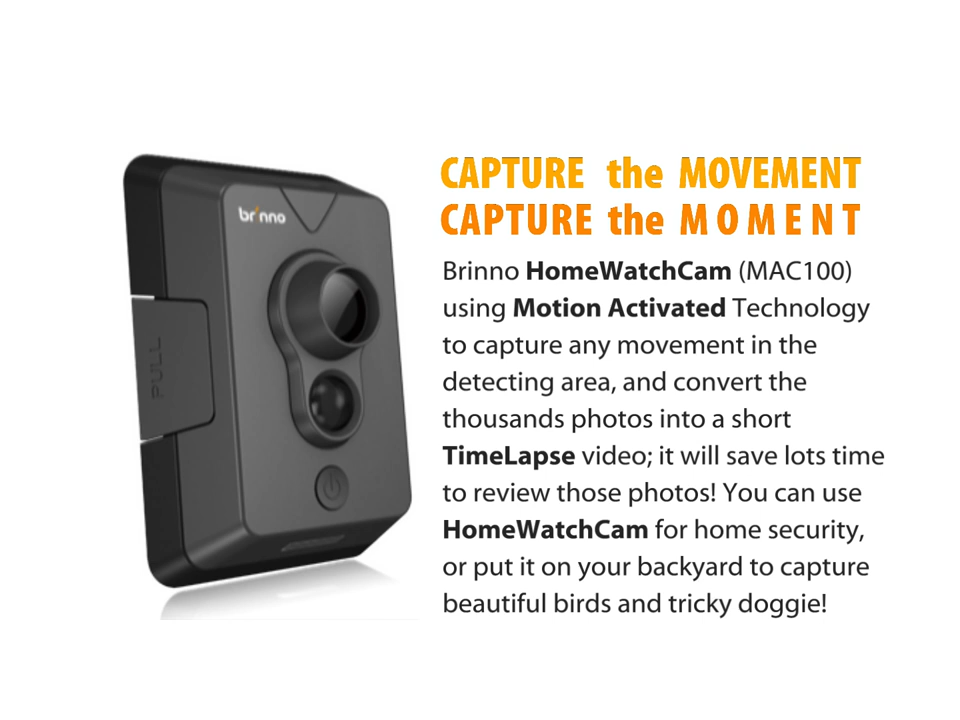 brinno
PULL
CAPTURE the MOVEMENT
CAPTURE the MOMENT
Brinno HomeWatchCam (MAC100)
using Motion Activated Technology
to capture any movement in the
detecting area, and convert the
thousands photos into a short
TimeLapse video; it will save lots time
to review those photos! You can use
HomeWatchCam for home security,
or put it on your backyard to capture
beautiful birds and tricky doggie!